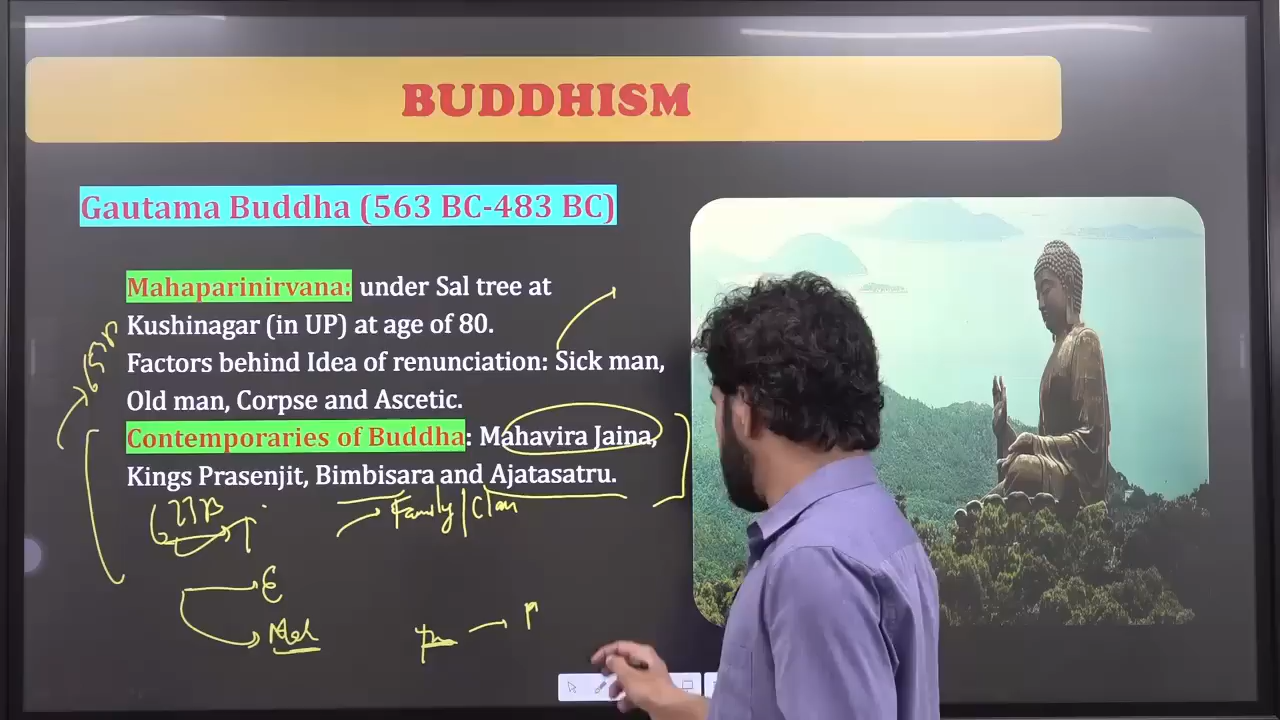 BUDDHISM
Gautama Buddha (563 BC-483 BC)
Mahaparinirvana: under Sal tree at
Kushinagar (in UP) at age of 80.
Factors behind Idea of renunciation: Sick man,
Old man, Corpse and Ascetic.
Contemporaries of Buddha: Mahavira Jaina,
Kings Prasenjit, Bimbisara and Ajatasatru.
Family/Clan
E